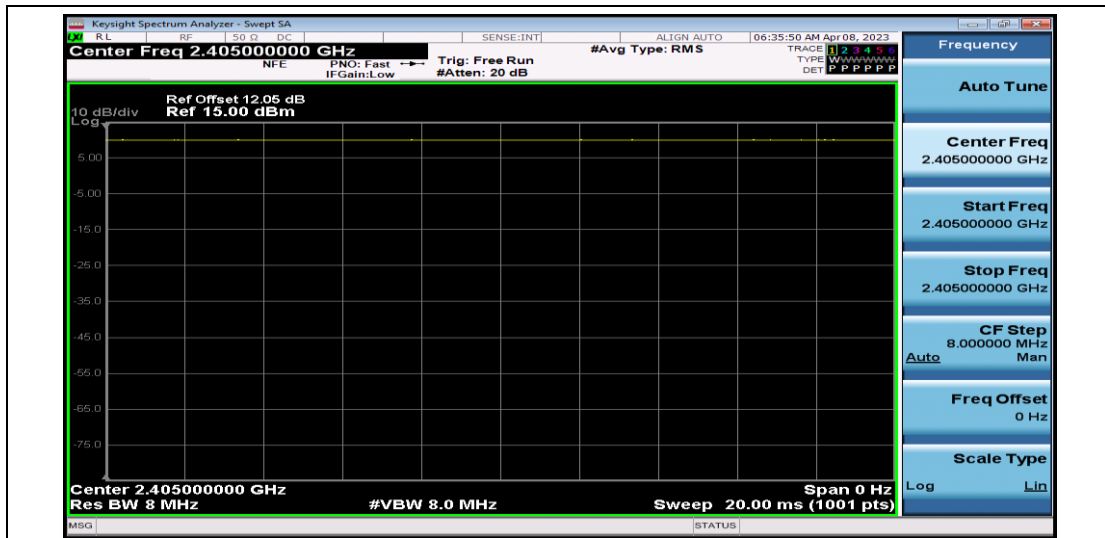 Keysight Spectrum Analyzer - Swept SA
LXI RL RF 50 Ω DC SENSE:INT ALIGN AUTO 06:35:50 AM Apr 08, 2023
Center Freq 2.405000000 GHz #Avg Type: RMS TRACE 1 2 3 4 5 6
NFE PNO: Fast Trig: Free Run TYPE WWWWWW
IFGain:Low #Atten: 20 dB DET P P P P P P
Ref Offset 12.05 dB
10 dB/div Ref 15.00 dBm
Log
5.00
-5.00
-15.0
-25.0
-35.0
-45.0
-55.0
-65.0
-75.0
Center 2.405000000 GHz Span 0 Hz
Res BW 8 MHz #VBW 8.0 MHz Sweep 20.00 ms (1001 pts)
MSG STATUS
Frequency
Auto Tune
Center Freq
2.405000000 GHz
Start Freq
2.405000000 GHz
Stop Freq
2.405000000 GHz
CF Step
8.000000 MHz
Auto Man
Freq Offset
0 Hz
Scale Type
Log Lin